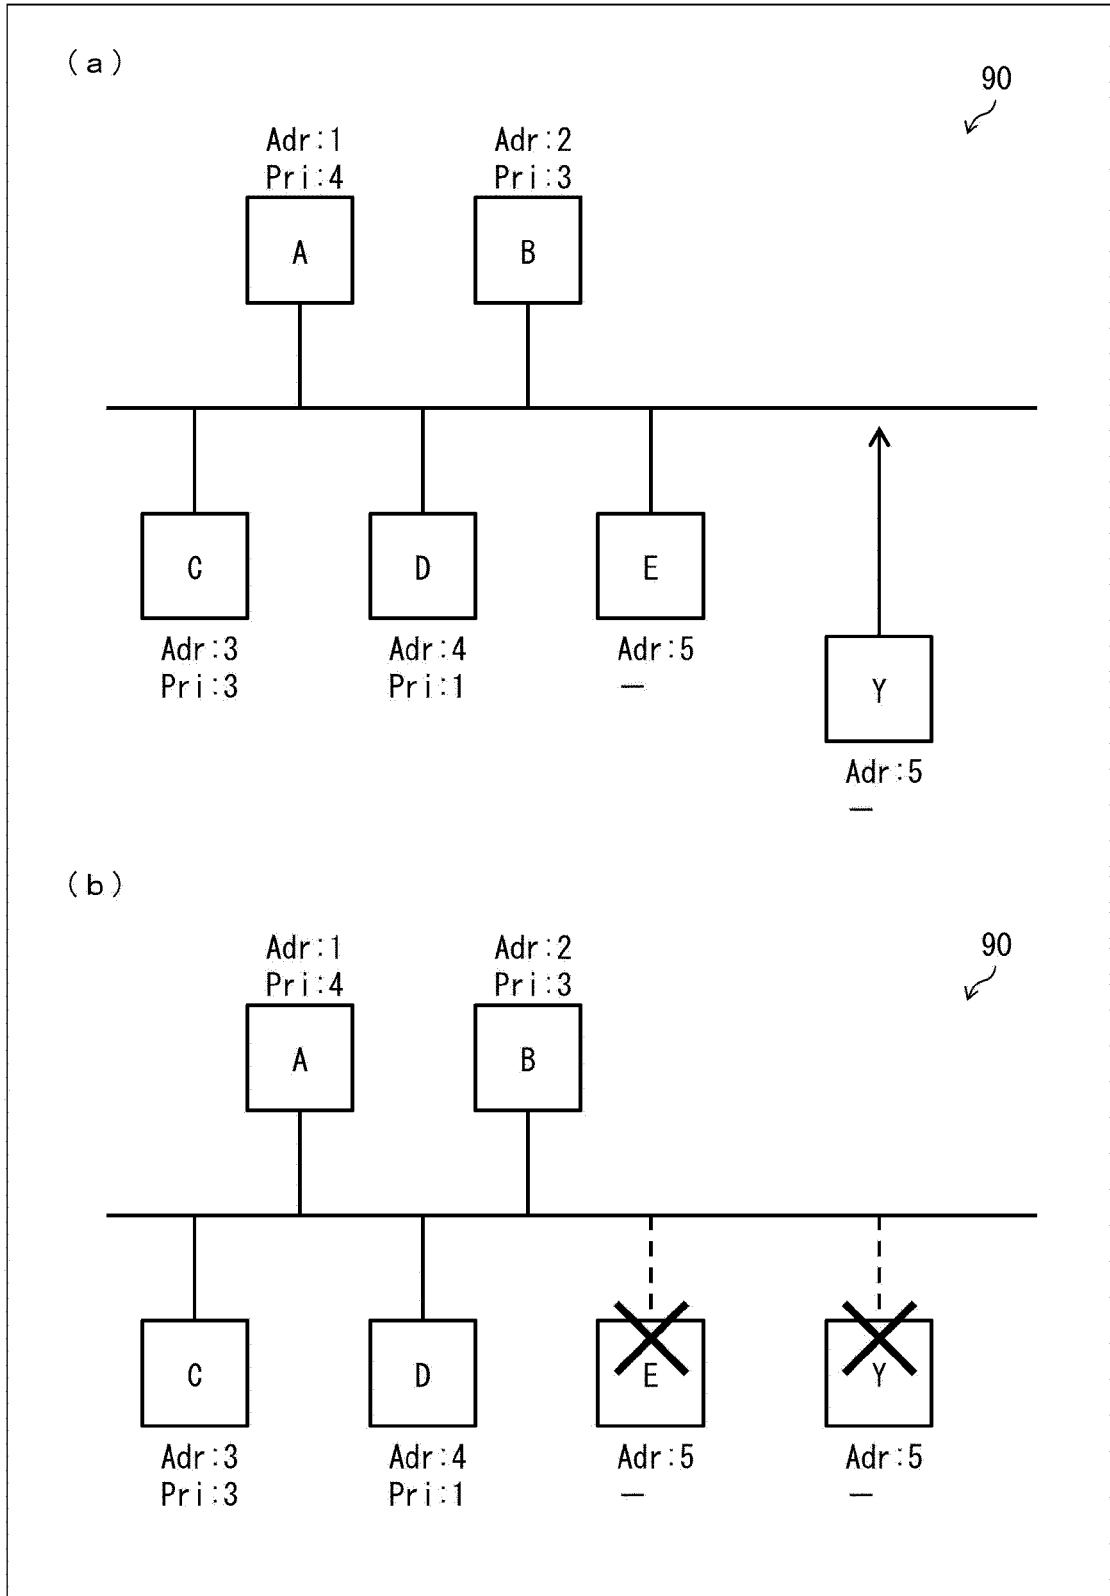 (a)
90
Adr:1
Pri:4
Adr:2
Pri:3
A
B
C
D
E
Adr:3
Pri:3
Adr:4
Pri:1
Adr:5
—
Y
Adr:5
—
(b)
90
Adr:1
Pri:4
Adr:2
Pri:3
A
B
C
D
E
Y
Adr:3
Pri:3
Adr:4
Pri:1
Adr:5
—
Adr:5
—